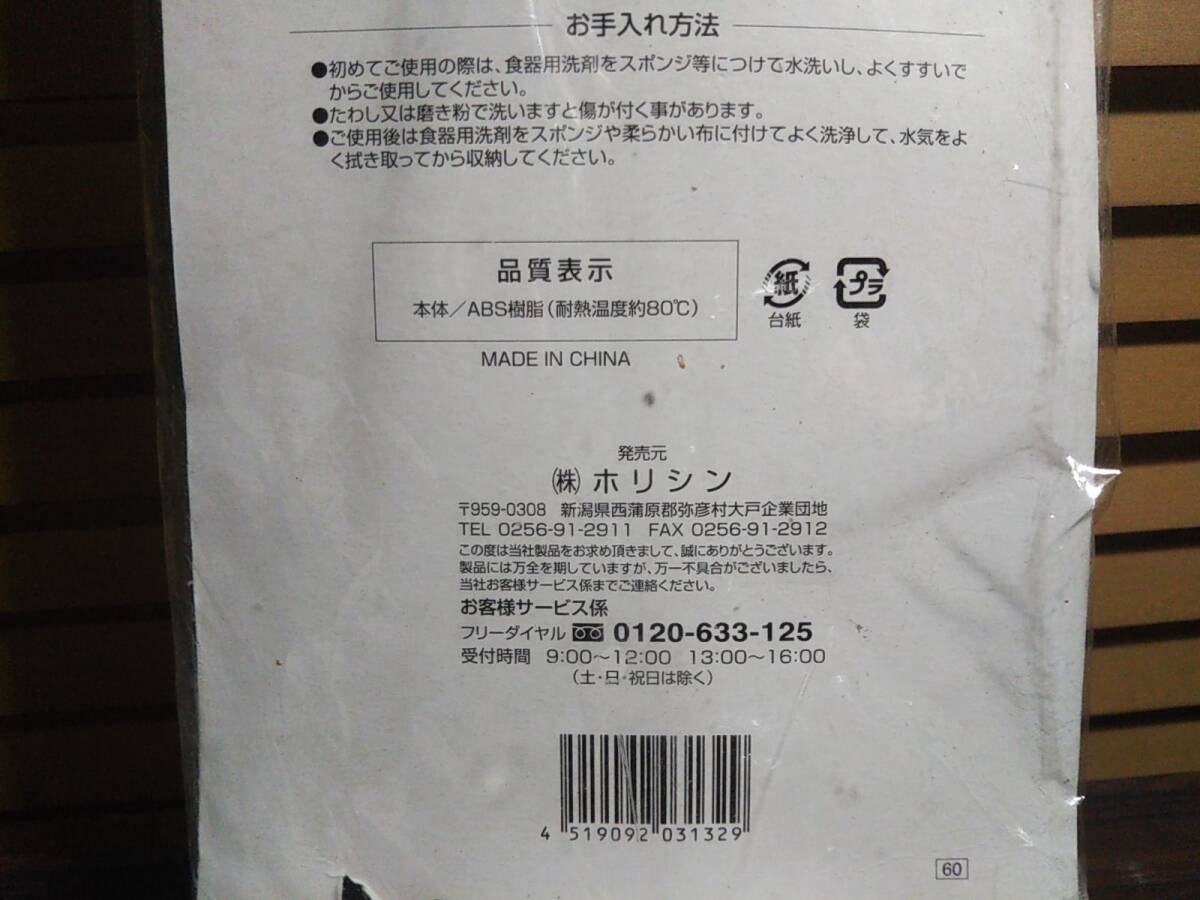 お手入れ方法
●初めてご使用の際は、食器用洗剤をスポンジ等につけて水洗いし、よくすすいで
からご使用してください。
●たわし又は磨き粉で洗いますと傷が付く事があります。
●ご使用後は食器用洗剤をスポンジや柔らかい布に付けてよく洗浄して、水気をよ
く拭き取ってから収納してください。
品質表示
本体／ABS樹脂（耐熱温度約80℃）
紙
台紙
プラ
袋
MADE IN CHINA
発売元
㈱ホリシン
〒959-0308 新潟県西蒲原郡弥彦村大戸企業団地
TEL 0256-91-2911 FAX 0256-91-2912
この度は当社製品をお求め頂きまして、誠にありがとうございます。
製品には万全を期していますが、万一不具合がございましたら、
当社お客様サービス係までご連絡ください。
お客様サービス係
フリーダイヤル 0120-633-125
受付時間 9:00〜12:00 13:00〜16:00
（土・日・祝日は除く）
4 519092 031329
60